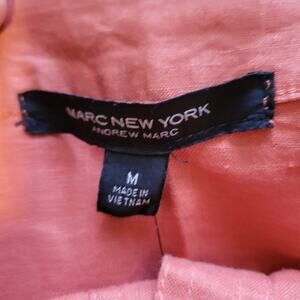 MARC NEW YORK
ANDREW MARC
M
MADE IN
VIETNAM